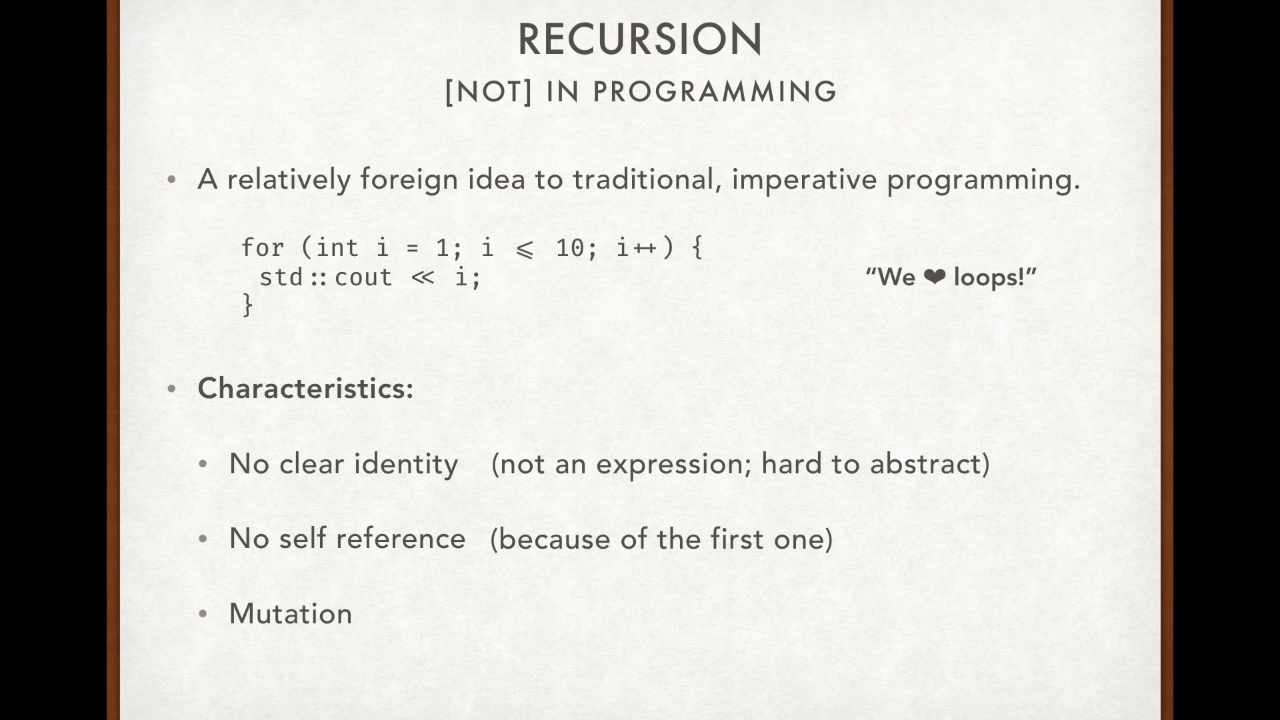 RECURSION
[NOT] IN PROGRAMMING
• A relatively foreign idea to traditional, imperative programming.
for (int i = 1; i <= 10; i++) {
std::cout << i;
}
“We ❤ loops!”
• Characteristics:
• No clear identity (not an expression; hard to abstract)
• No self reference (because of the first one)
• Mutation